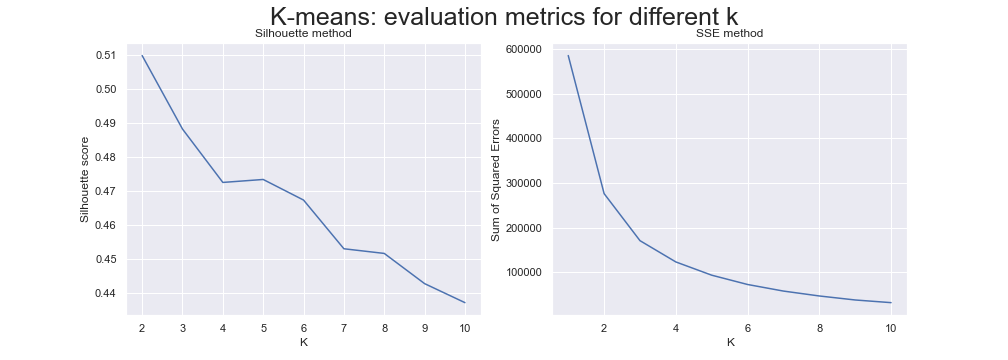 K-means: evaluation metrics for different k
Silhouette method
0.51
0.50
0.49
0.48
0.47
0.46
0.45
0.44
Silhouette score
2 3 4 5 6 7 8 9 10
K
SSE method
600000
500000
400000
300000
200000
100000
Sum of Squared Errors
2 4 6 8 10
K